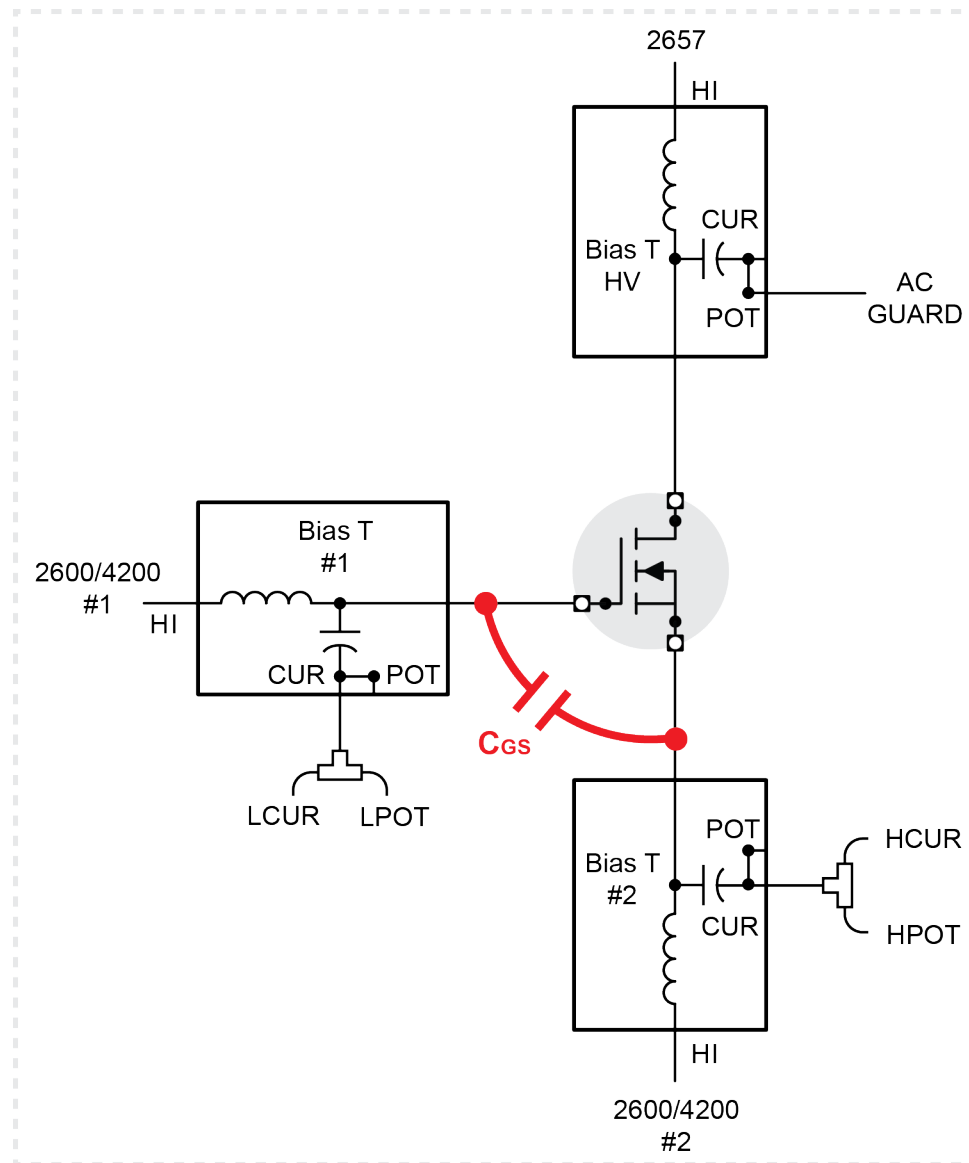 2657
HI
CUR
Bias T
HV
POT
AC
GUARD
Bias T
#1
2600/4200
#1
HI
CUR
POT
LCUR
LPOT
CGS
POT
Bias T
#2
CUR
HCUR
HPOT
HI
2600/4200
#2